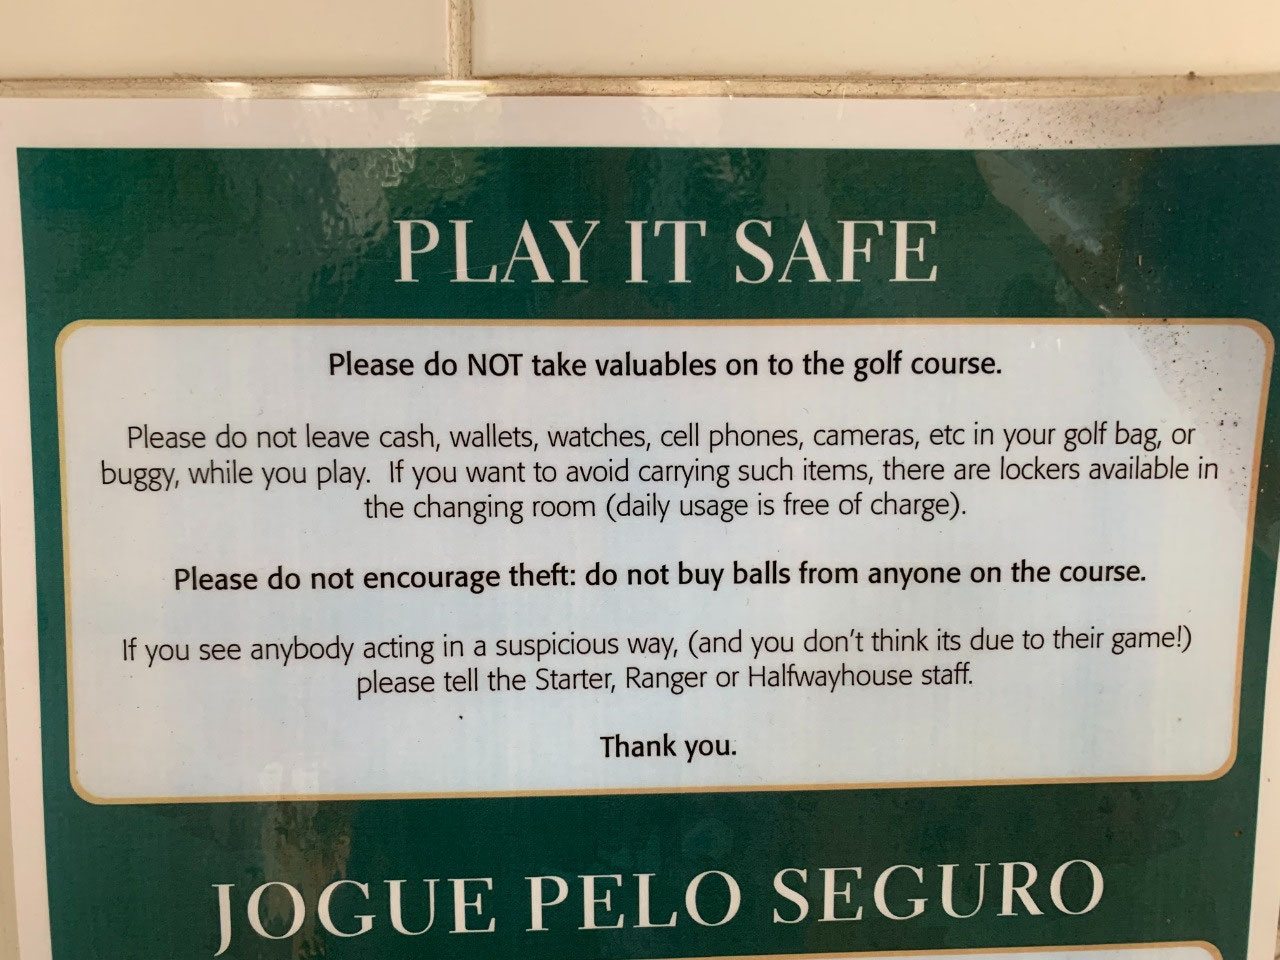 PLAY IT SAFE
Please do NOT take valuables on to the golf course.
Please do not leave cash, wallets, watches, cell phones, cameras, etc in your golf bag, or
buggy, while you play. If you want to avoid carrying such items, there are lockers available in
the changing room (daily usage is free of charge).
Please do not encourage theft: do not buy balls from anyone on the course.
If you see anybody acting in a suspicious way, (and you don't think its due to their game!)
please tell the Starter, Ranger or Halfwayhouse staff.
Thank you.
JOGUE PELO SEGURO